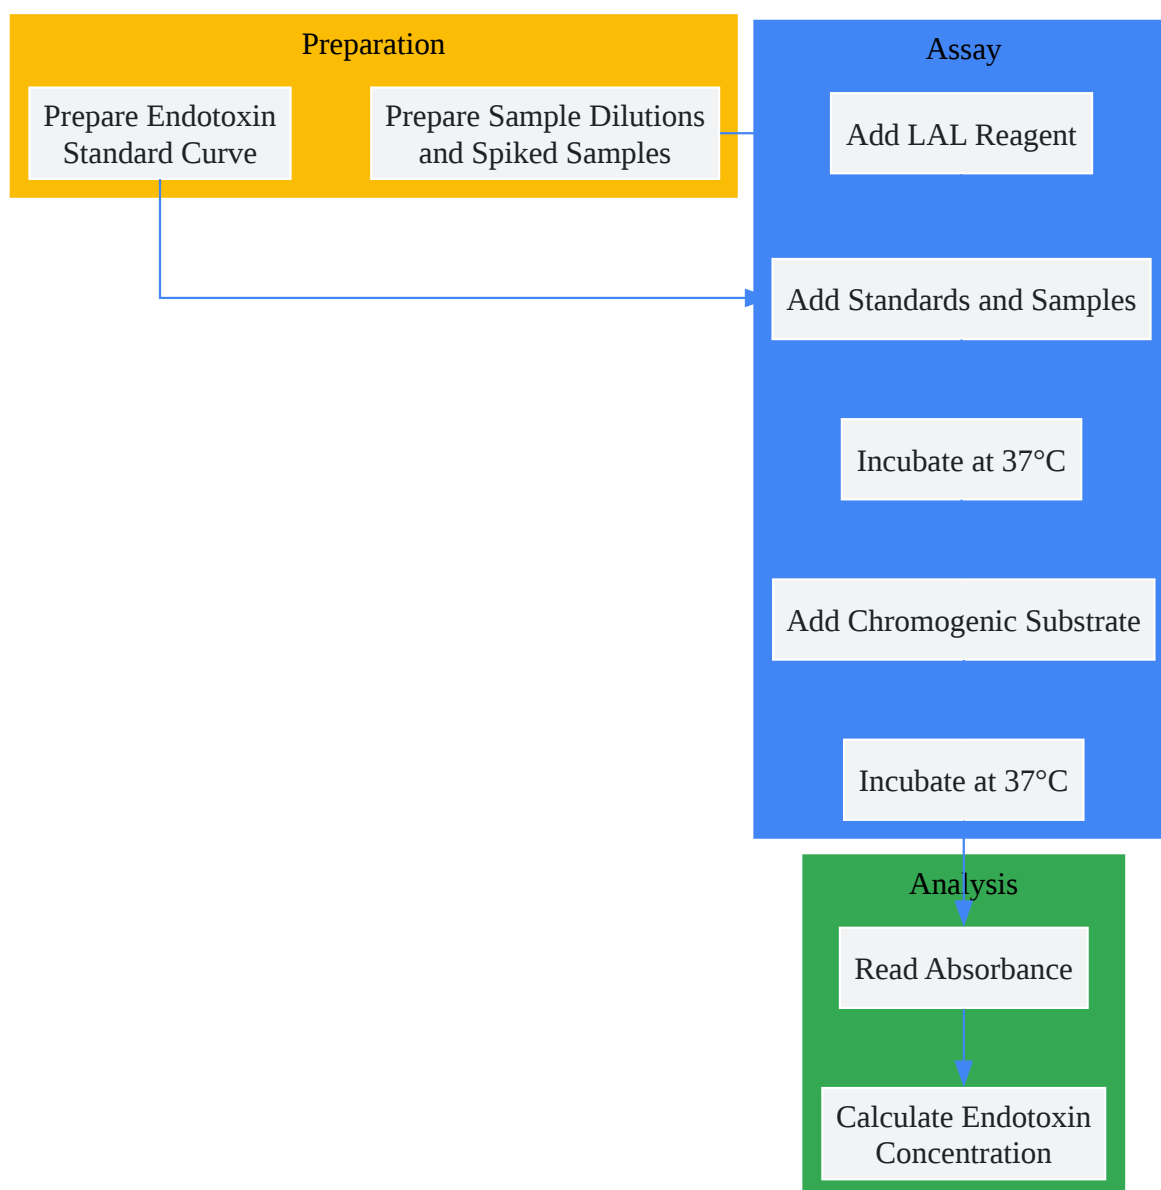 Preparation
Prepare Endotoxin
Standard Curve
Prepare Sample Dilutions
and Spiked Samples
Assay
Add LAL Reagent
Add Standards and Samples
Incubate at 37°C
Add Chromogenic Substrate
Incubate at 37°C
Analysis
Read Absorbance
Calculate Endotoxin
Concentration